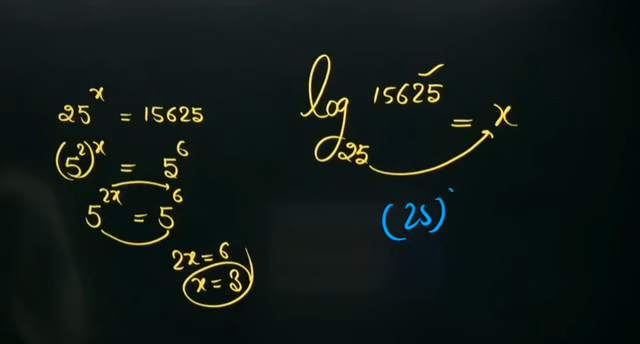 25^x = 15625
(5^2)^x = 5^6
5^2x = 5^6
2x = 6
x = 3
log_25 15625 = x
(25)